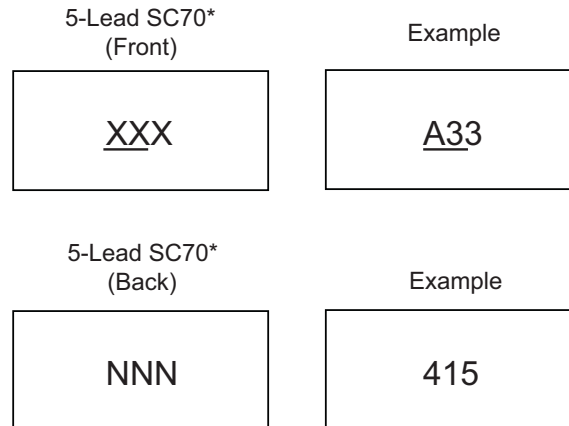 5-Lead SC70*
(Front)
Example
XXX
A33
5-Lead SC70*
(Back)
Example
NNN
415